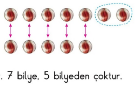 . 7 bilye, 5 bilyeden çoktur.